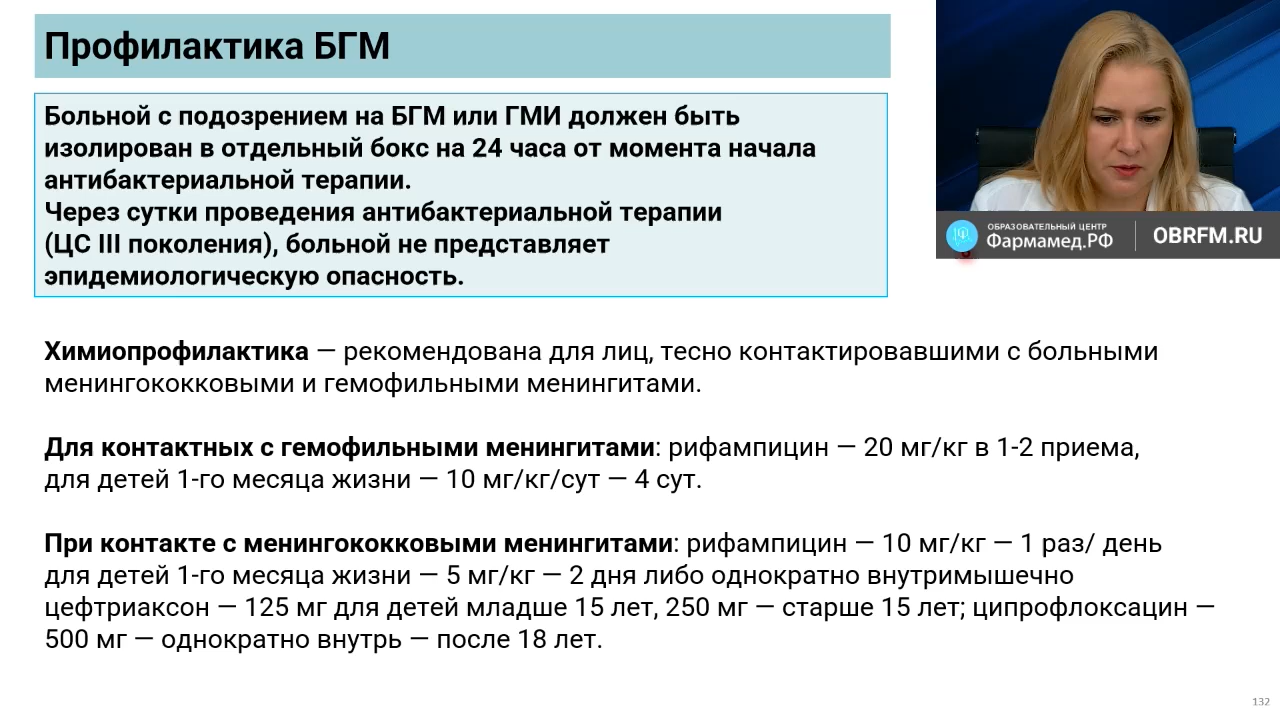 Профилактика БГМ
Больной с подозрением на БГМ или ГМИ должен быть
изолирован в отдельный бокс на 24 часа от момента начала
антибактериальной терапии.
Через сутки проведения антибактериальной терапии
(ЦС III поколения), больной не представляет
эпидемиологическую опасность.
ОБРАЗОВАТЕЛЬНЫЙ ЦЕНТР
Фармамед.РФ
OBRFM.RU
Химиопрофилактика — рекомендована для лиц, тесно контактировавшими с больными
менингококковыми и гемофильными менингитами.
Для контактных с гемофильными менингитами: рифампицин — 20 мг/кг в 1-2 приема,
для детей 1-го месяца жизни — 10 мг/кг/сут — 4 сут.
При контакте с менингококковыми менингитами: рифампицин — 10 мг/кг — 1 раз/ день
для детей 1-го месяца жизни — 5 мг/кг — 2 дня либо однократно внутримышечно
цефтриаксон — 125 мг для детей младше 15 лет, 250 мг — старше 15 лет; ципрофлоксацин —
500 мг — однократно внутрь — после 18 лет.
132